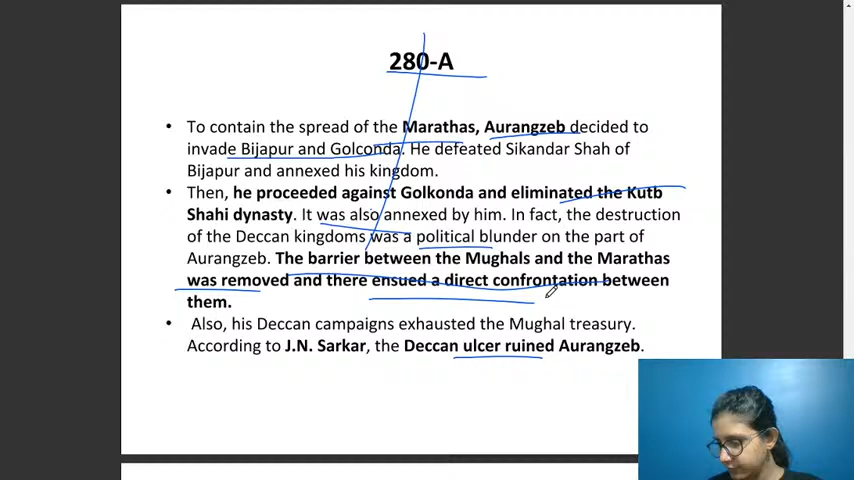 280-A
• To contain the spread of the Marathas, Aurangzeb decided to
invade Bijapur and Golconda. He defeated Sikandar Shah of
Bijapur and annexed his kingdom.
• Then, he proceeded against Golkonda and eliminated the Kutb
Shahi dynasty. It was also annexed by him. In fact, the destruction
of the Deccan kingdoms was a political blunder on the part of
Aurangzeb. The barrier between the Mughals and the Marathas
was removed and there ensued a direct confrontation between
them.
• Also, his Deccan campaigns exhausted the Mughal treasury.
According to J.N. Sarkar, the Deccan ulcer ruined Aurangzeb.